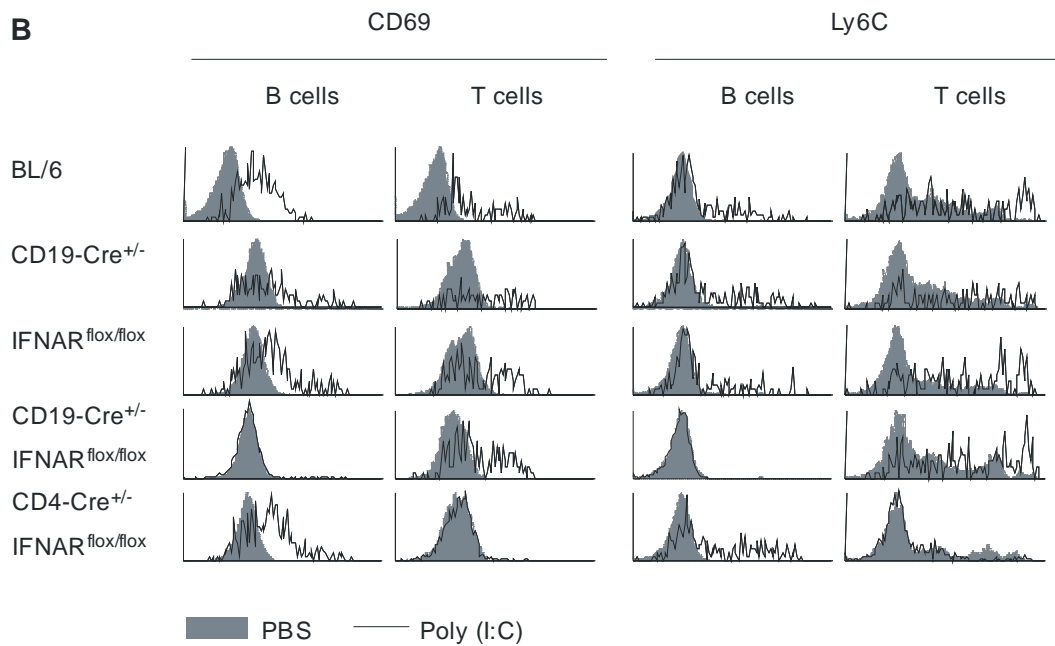 B
CD69 Ly6C
B cells T cells B cells T cells
BL/6
CD19-Cre+/-
IFNARflox/flox
CD19-Cre+/-
IFNARflox/flox
CD4-Cre+/-
IFNARflox/flox
PBS Poly (I:C)